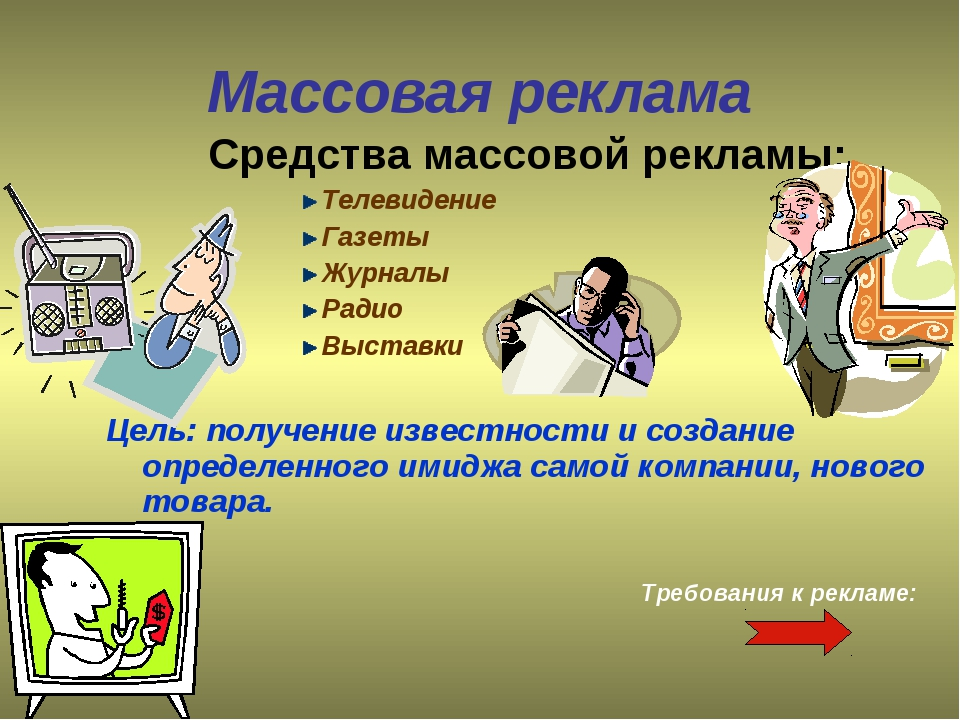 Массовая реклама
Средства массовой рекламы:
Телевидение
Газеты
Журналы
Радио
Выставки
Цель: получение известности и создание
определенного имиджа самой компании, нового
товара.
$
Требования к рекламе: